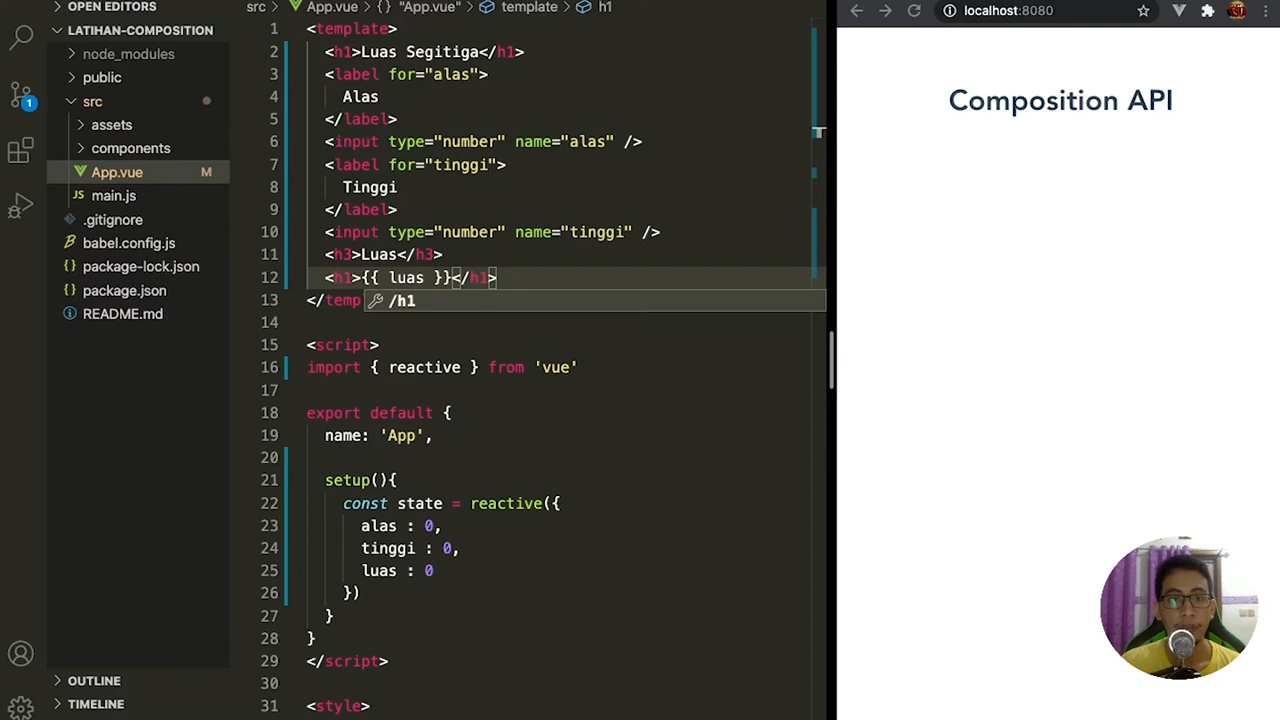 OPEN EDITORS
LATIHAN-COMPOSITION
node_modules
public
src
assets
components
App.vue M
main.js
.gitignore
babel.config.js
package-lock.json
package.json
README.md
OUTLINE
TIMELINE
1
src > App.vue > {} "App.vue" > template > h1
1 <template>
2 <h1>Luas Segitiga</h1>
3 <label for="alas">
4 Alas
5 </label>
6 <input type="number" name="alas" />
7 <label for="tinggi">
8 Tinggi
9 </label>
10 <input type="number" name="tinggi" />
11 <h3>Luas</h3>
12 <h1>{{ luas }}</h1>
13 </temp
/h1
14
15 <script>
16 import { reactive } from 'vue'
17
18 export default {
19 name: 'App',
20
21 setup(){
22 const state = reactive({
23 alas : 0,
24 tinggi : 0,
25 luas : 0
26 })
27 }
28 }
29 </script>
30
31 <style>
localhost:8080
Composition API